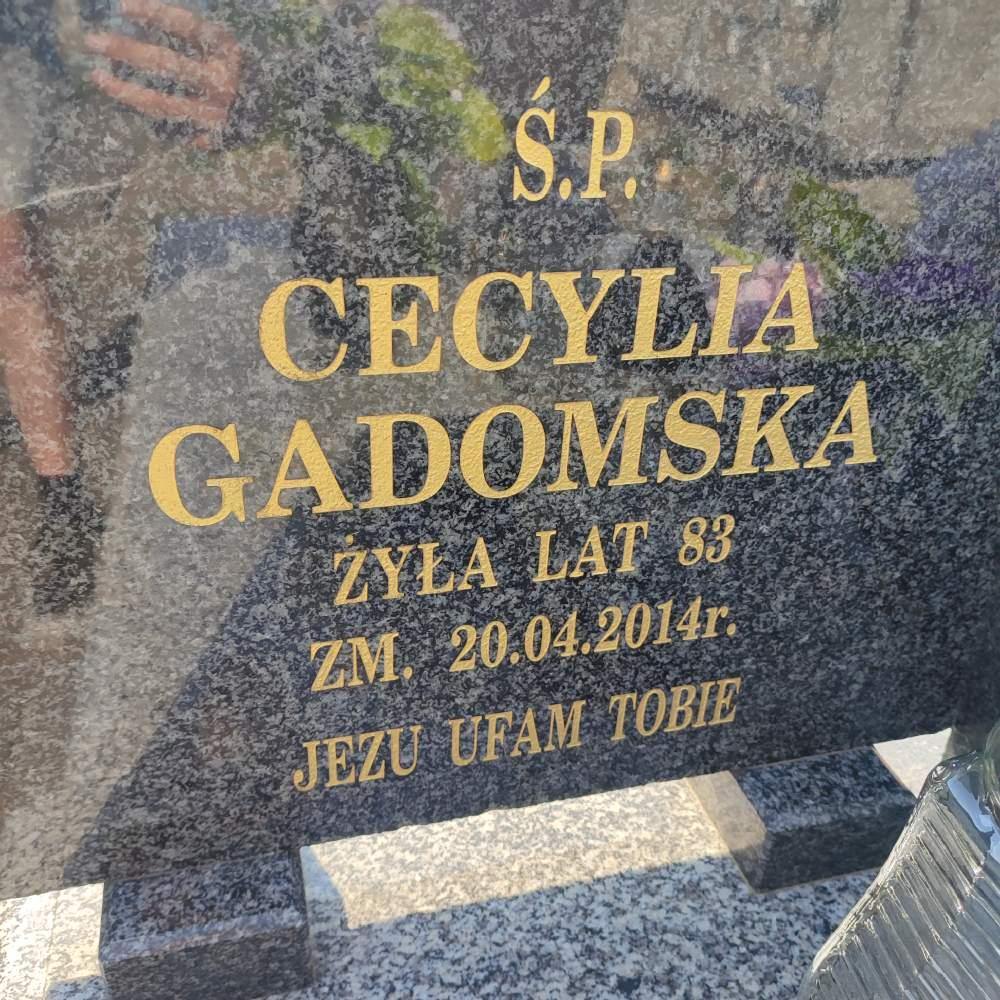 Ś.P.
CECYLIA
GADOMSKA
ŻYŁA LAT 83
ZM. 20.04.2014r.
JEZU UFAM TOBIE